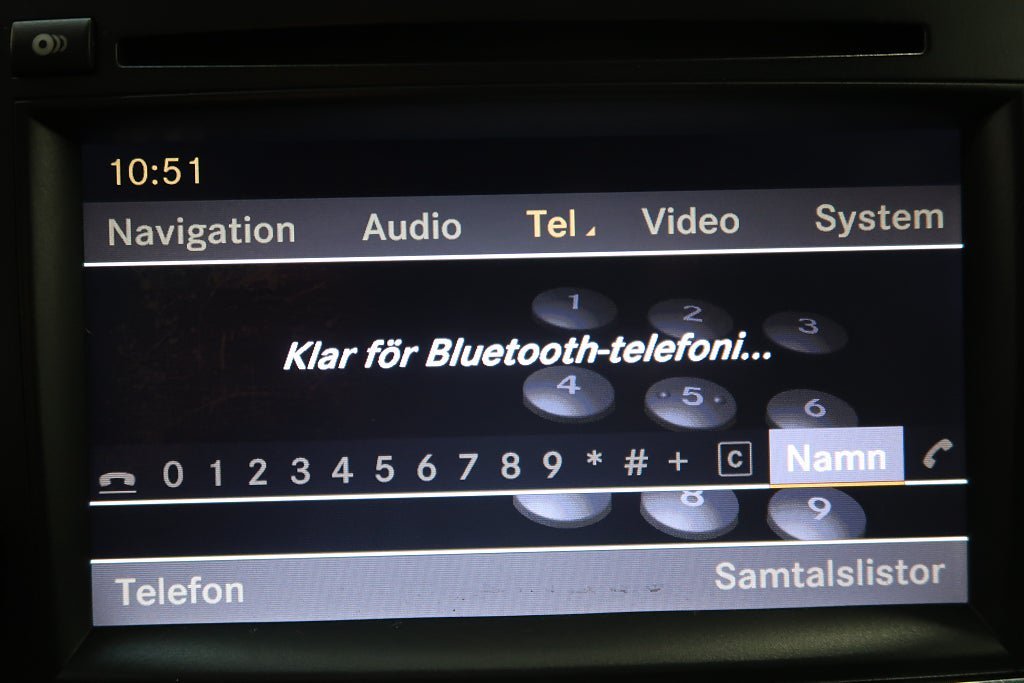 10:51
Navigation Audio Tel Video System
1 2 3
Klar för Bluetooth-telefoni...
4 5 6
0 1 2 3 4 5 6 7 8 9 * # + C Namn
8 9
Telefon Samtalslistor